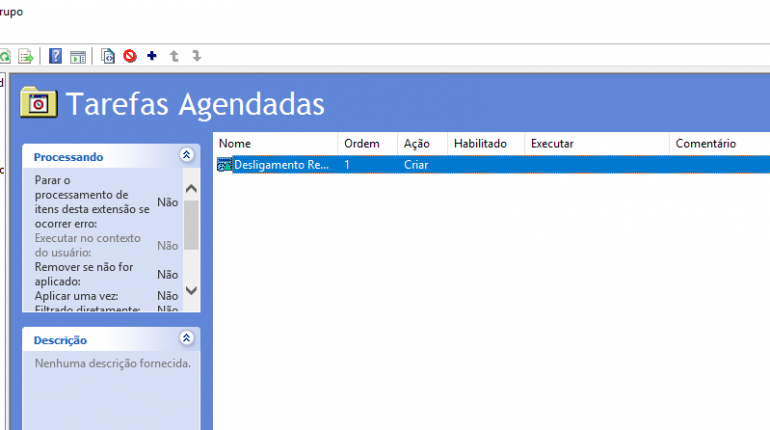 rupo
Tarefas Agendadas
Processando
Parar o
processamento de
itens desta extensão se
ocorrer erro:
Não
Executar no contexto
do usuário:
Não
Remover se não for
aplicado:
Não
Aplicar uma vez:
Não
Filtrado diretamente:
Não
Descrição
Nenhuma descrição fornecida.
Nome Ordem Ação Habilitado Executar Comentário
Desligamento Re... 1 Criar